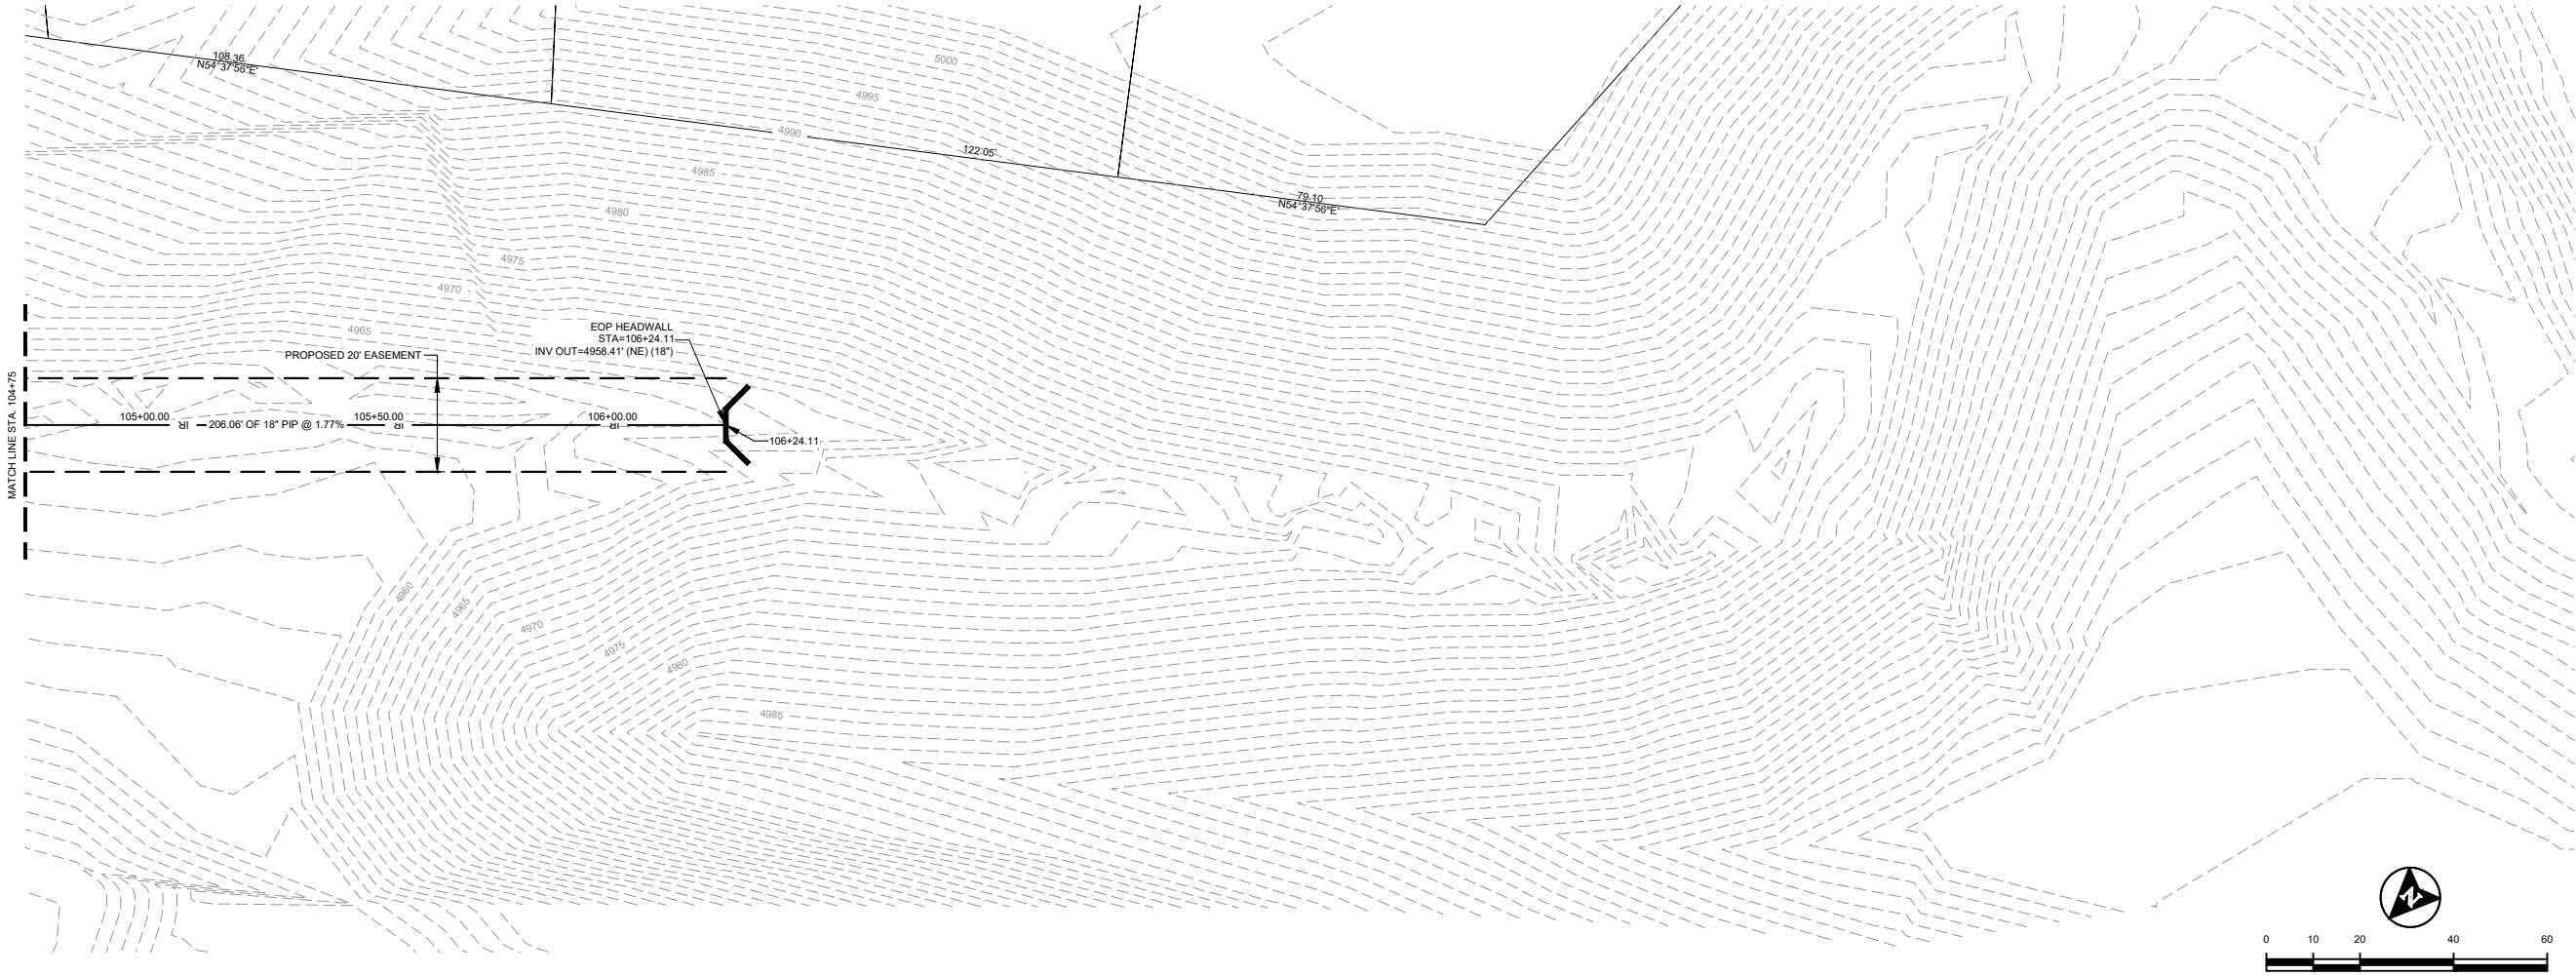 5000
4995
108.36
N54°37'56"E'
4990
122.05'
4985
79.10
N54°37'56"E'
4980
4975
4970
4965
EOP HEADWALL
STA=106+24.11
INV OUT=4958.41' (NE) (18")
PROPOSED 20' EASEMENT
MATCH LINE STA. 104+75
105+00.00
105+50.00
106+00.00
IR
206.06' OF 18" PIP @ 1.77%
IR
IR
106+24.11
4960
4965
4970
4975
4980
4985
N
0 10 20 40 60